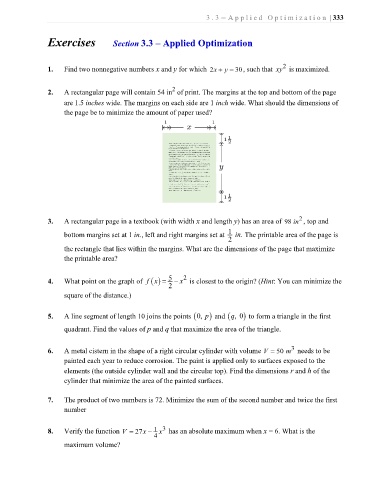 3.3 – Applied Optimization | 333
Exercises Section 3.3 – Applied Optimization
1. Find two nonnegative numbers x and y for which 2x + y = 30, such that xy² is maximized.
2. A rectangular page will contain 54 in² of print. The margins at the top and bottom of the page
are 1.5 inches wide. The margins on each side are 1 inch wide. What should the dimensions of
the page be to minimize the amount of paper used?
1 x 1
1 1/2
y
1 1/2
3. A rectangular page in a textbook (with width x and length y) has an area of 98 in², top and
bottom margins set at 1 in., left and right margins set at 1/2 in. The printable area of the page is
the rectangle that lies within the margins. What are the dimensions of the page that maximize
the printable area?
4. What point on the graph of f(x) = 5/2 − x² is closest to the origin? (Hint: You can minimize the
square of the distance.)
5. A line segment of length 10 joins the points (0, p) and (q, 0) to form a triangle in the first
quadrant. Find the values of p and q that maximize the area of the triangle.
6. A metal cistern in the shape of a right circular cylinder with volume V = 50 m³ needs to be
painted each year to reduce corrosion. The paint is applied only to surfaces exposed to the
elements (the outside cylinder wall and the circular top). Find the dimensions r and h of the
cylinder that minimize the area of the painted surfaces.
7. The product of two numbers is 72. Minimize the sum of the second number and twice the first
number
8. Verify the function V = 27x − 1/4 x³ has an absolute maximum when x = 6. What is the
maximum volume?